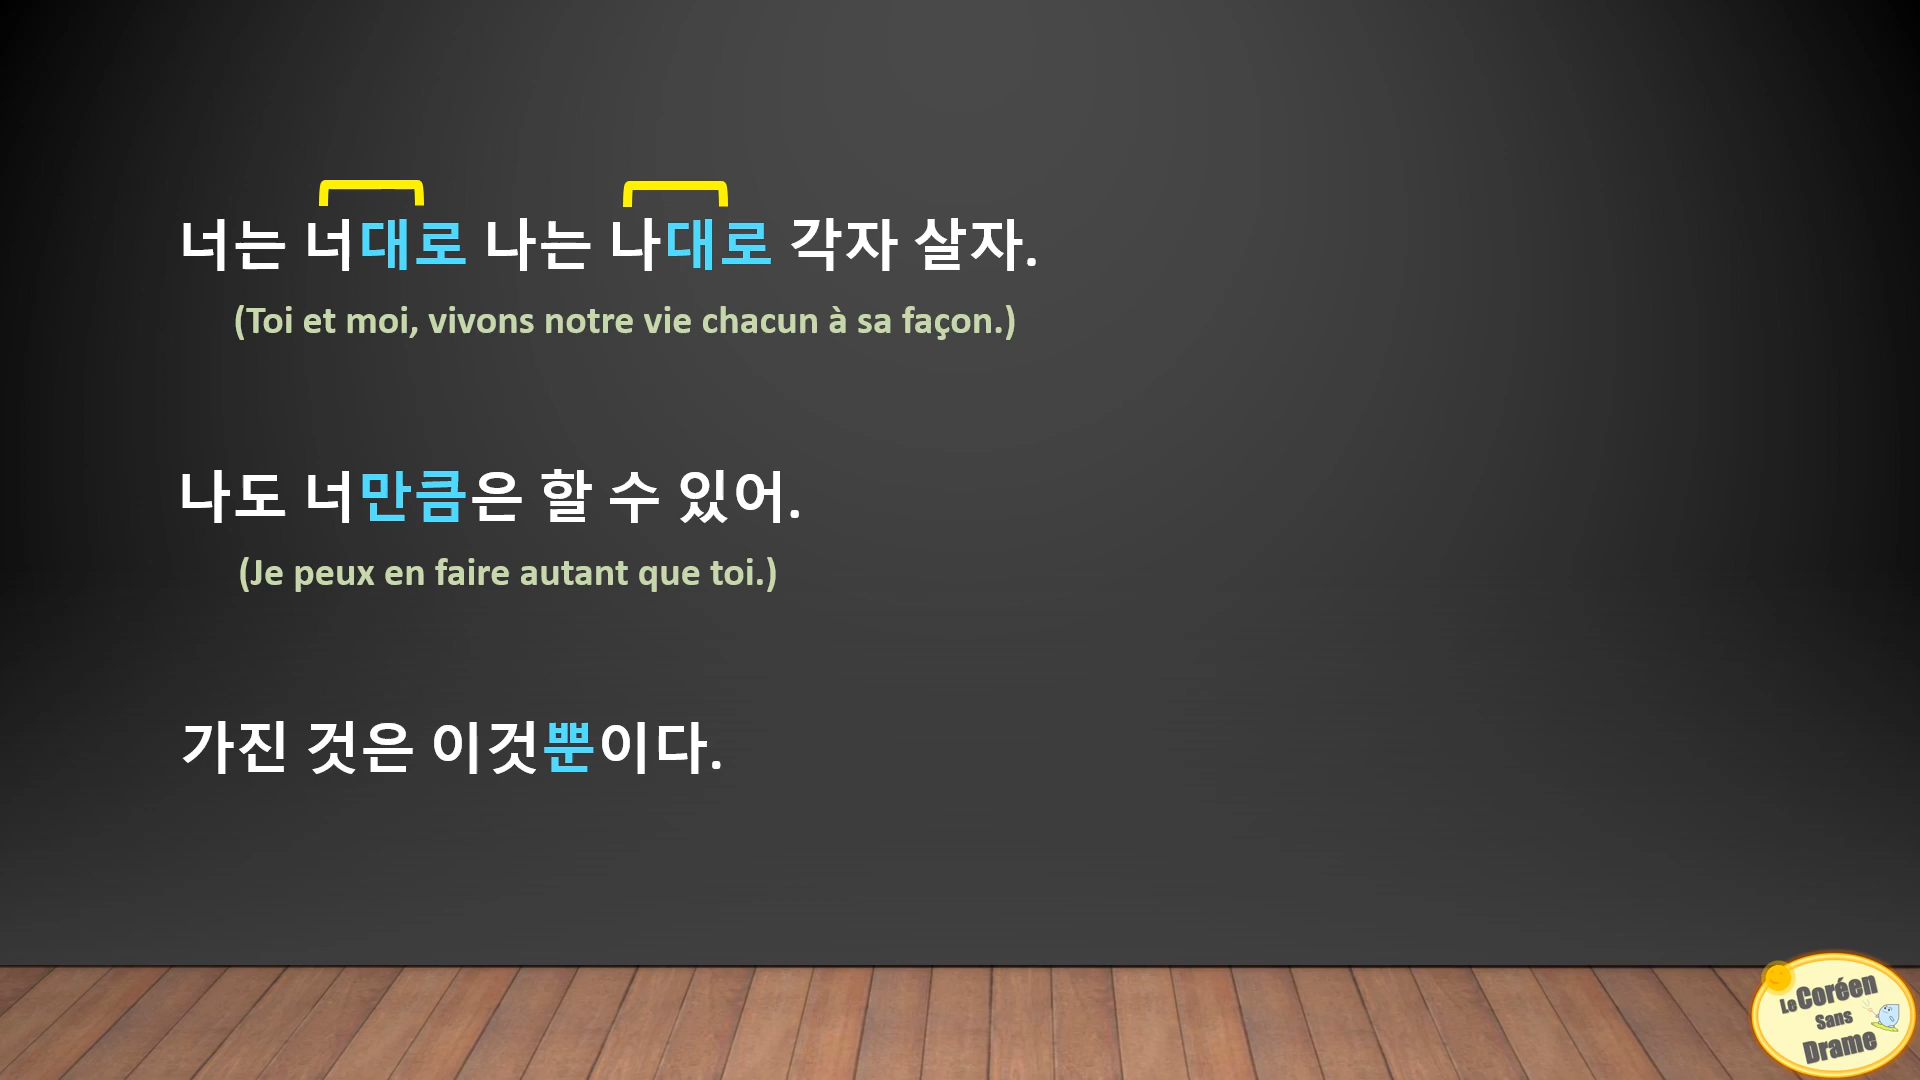 너는 너대로 나는 나대로 각자 살자.
(Toi et moi, vivons notre vie chacun à sa façon.)
나도 너만큼은 할 수 있어.
(Je peux en faire autant que toi.)
가진 것은 이것뿐이다.
Le Coréen
Sans
Drame